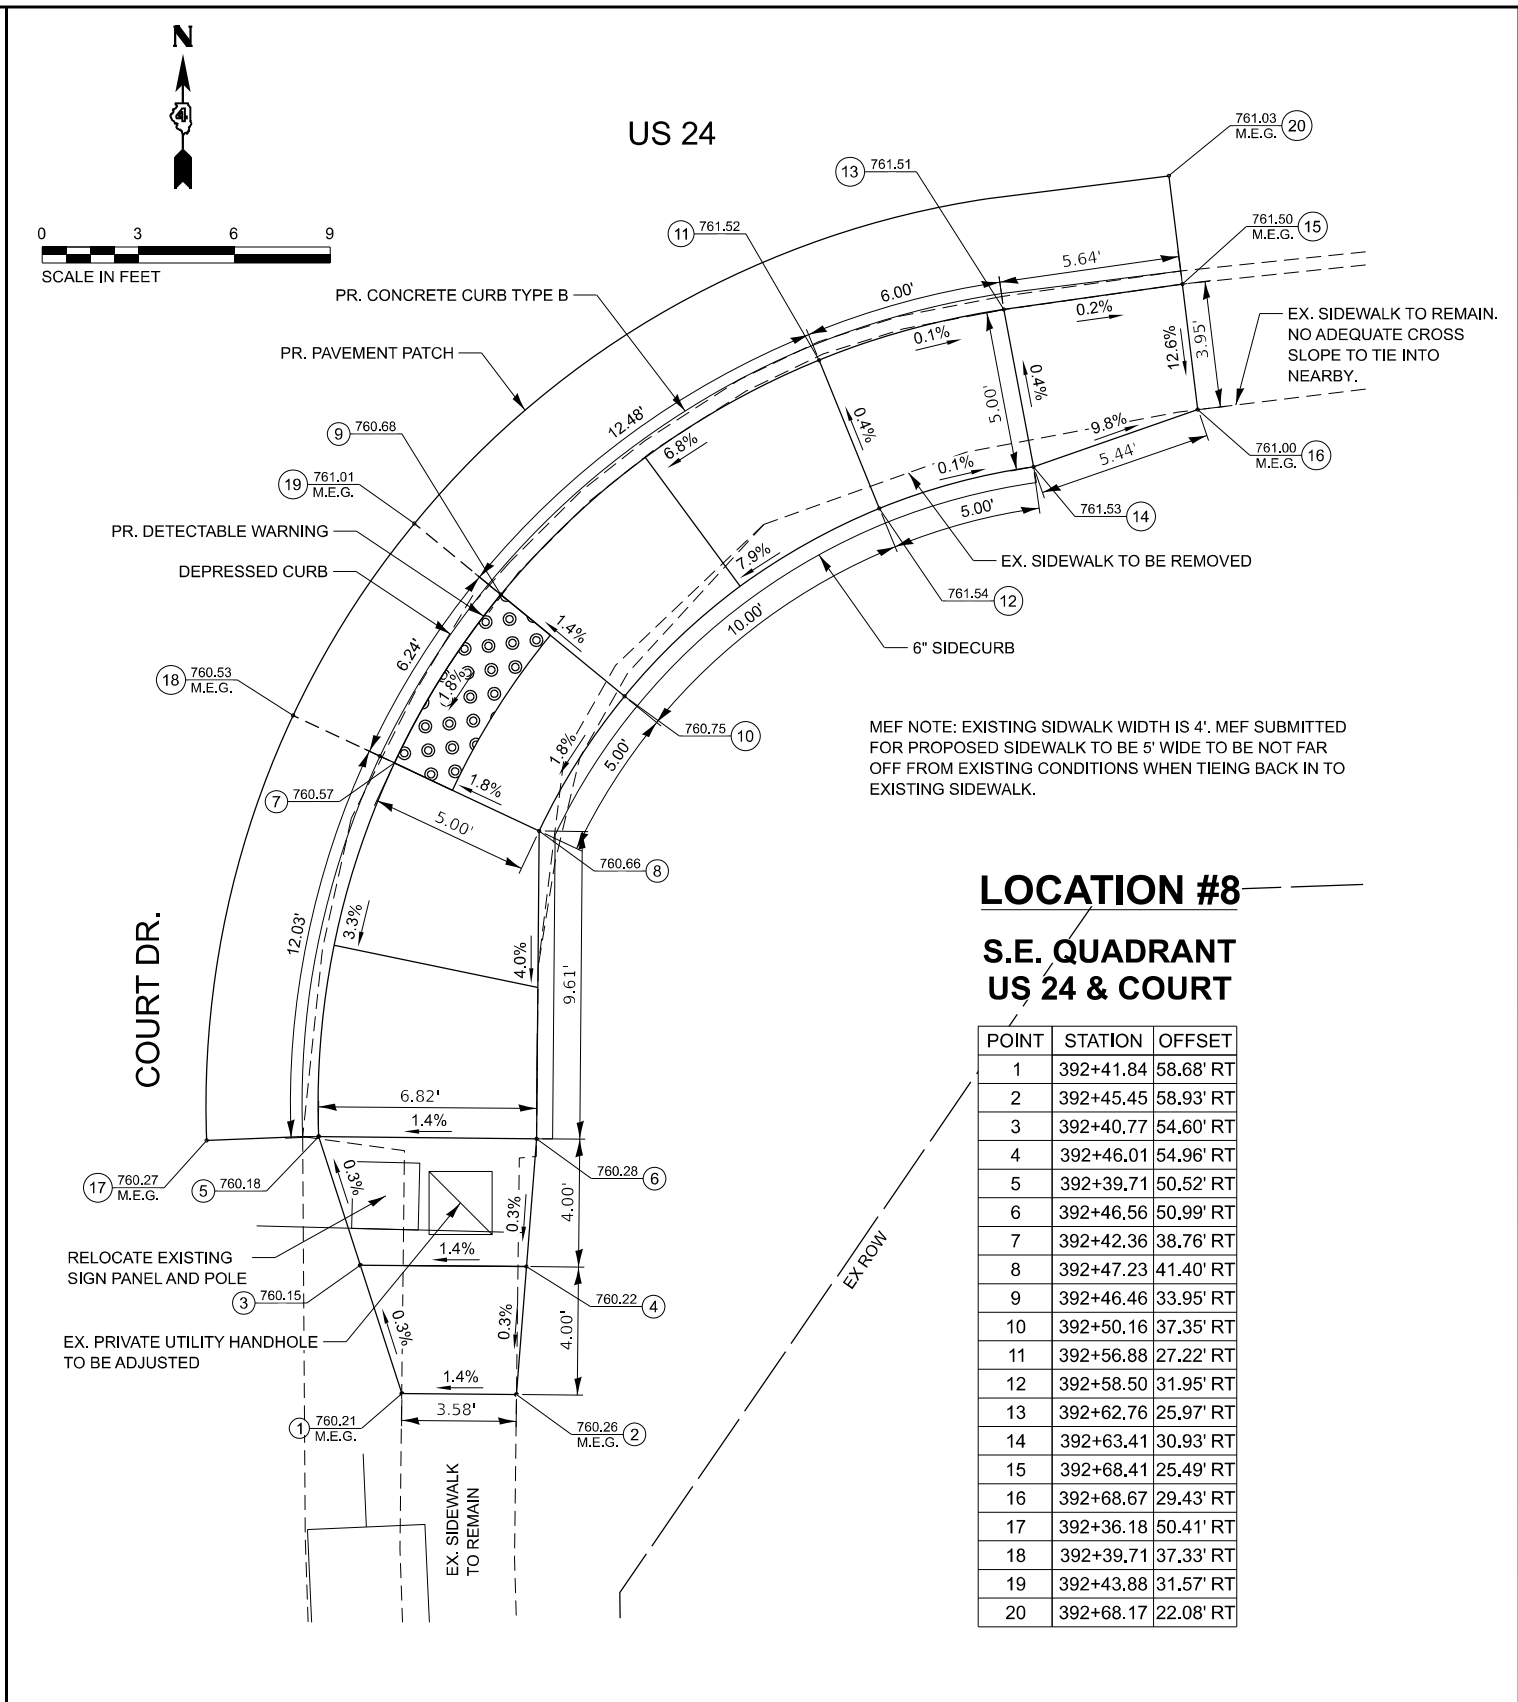 N
4
US 24
0 3 6 9
SCALE IN FEET
761.03
M.E.G.
20
13
761.51
11
761.52
761.50
M.E.G.
15
5.64'
6.00'
PR. CONCRETE CURB TYPE B
0.2%
0.1%
12.6%
3.95'
EX. SIDEWALK TO REMAIN.
NO ADEQUATE CROSS
SLOPE TO TIE INTO
NEARBY.
PR. PAVEMENT PATCH
0.4%
5.00'
0.4%
12.48'
6.8%
9.8%
5.44'
9
760.68
761.00
M.E.G.
16
0.1%
19
761.01
M.E.G.
5.00'
761.53
14
PR. DETECTABLE WARNING
7.9%
EX. SIDEWALK TO BE REMOVED
DEPRESSED CURB
761.54
12
1.4%
10.00'
6" SIDECURB
6.24'
18
760.53
M.E.G.
1.8%
760.75
10
1.8%
5.00'
MEF NOTE: EXISTING SIDWALK WIDTH IS 4'. MEF SUBMITTED
FOR PROPOSED SIDEWALK TO BE 5' WIDE TO BE NOT FAR
OFF FROM EXISTING CONDITIONS WHEN TIEING BACK IN TO
EXISTING SIDEWALK.
7
760.57
1.8%
5.00'
760.66
8
LOCATION #8
S.E. QUADRANT
US 24 & COURT
12.03'
3.3%
4.0%
9.61'
COURT DR.
6.82'
1.4%
17
760.27
M.E.G.
5
760.18
0.3%
760.28
6
0.3%
4.00'
RELOCATE EXISTING
SIGN PANEL AND POLE
1.4%
3
760.15
760.22
4
EX. PRIVATE UTILITY HANDHOLE
TO BE ADJUSTED
0.3%
0.3%
4.00'
1.4%
3.58'
1
760.21
M.E.G.
760.26
M.E.G.
2
EX. SIDEWALK
TO REMAIN
EX ROW
POINT STATION OFFSET
1 392+41.84 58.68' RT
2 392+45.45 58.93' RT
3 392+40.77 54.60' RT
4 392+46.01 54.96' RT
5 392+39.71 50.52' RT
6 392+46.56 50.99' RT
7 392+42.36 38.76' RT
8 392+47.23 41.40' RT
9 392+46.46 33.95' RT
10 392+50.16 37.35' RT
11 392+56.88 27.22' RT
12 392+58.50 31.95' RT
13 392+62.76 25.97' RT
14 392+63.41 30.93' RT
15 392+68.41 25.49' RT
16 392+68.67 29.43' RT
17 392+36.18 50.41' RT
18 392+39.71 37.33' RT
19 392+43.88 31.57' RT
20 392+68.17 22.08' RT